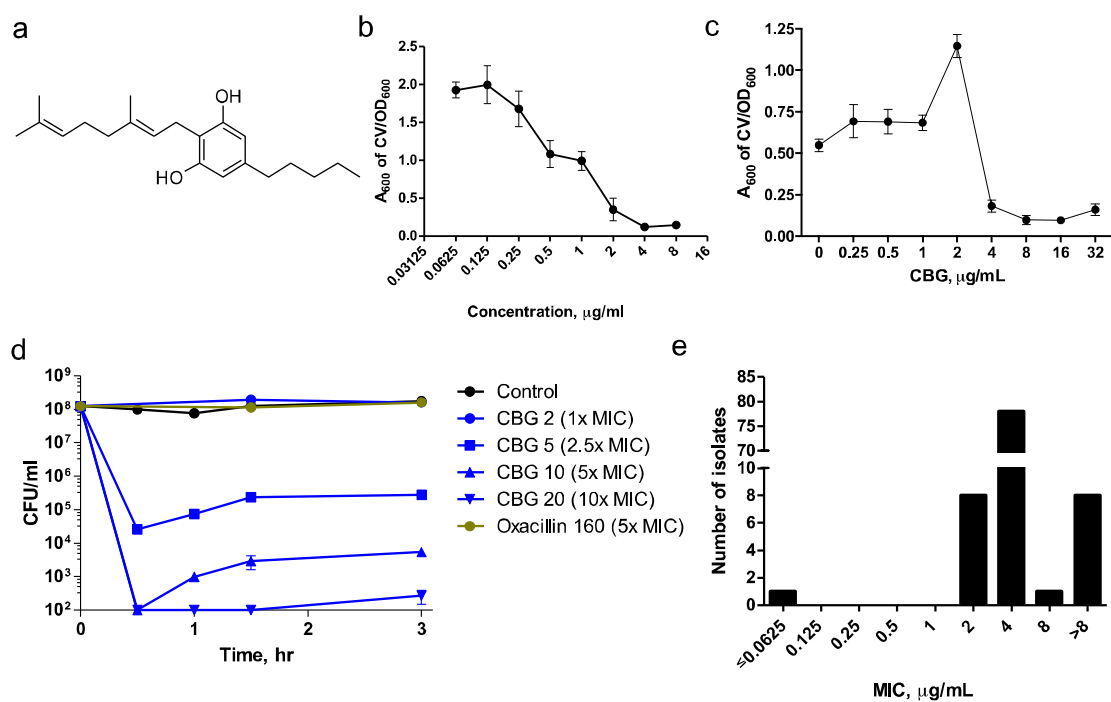 a
OH
HO
b
A600 of CV/OD600
2.5
2.0
1.5
1.0
0.5
0.0
0.03125
0.0625
0.125
0.25
0.5
1
2
4
8
16
Concentration, µg/ml
c
A600 of CV/OD600
1.25
1.00
0.75
0.50
0.25
0.00
0 0.25 0.5 1 2 4 8 16 32
CBG, µg/mL
d
CFU/ml
10^9
10^8
10^7
10^6
10^5
10^4
10^3
10^2
0 1 2 3
Time, hr
Control
CBG 2 (1x MIC)
CBG 5 (2.5x MIC)
CBG 10 (5x MIC)
CBG 20 (10x MIC)
Oxacillin 160 (5x MIC)
e
Number of isolates
85
80
75
70
8
6
4
2
0
≤0.0625
0.125
0.25
0.5
1
2
4
8
>8
MIC, µg/mL